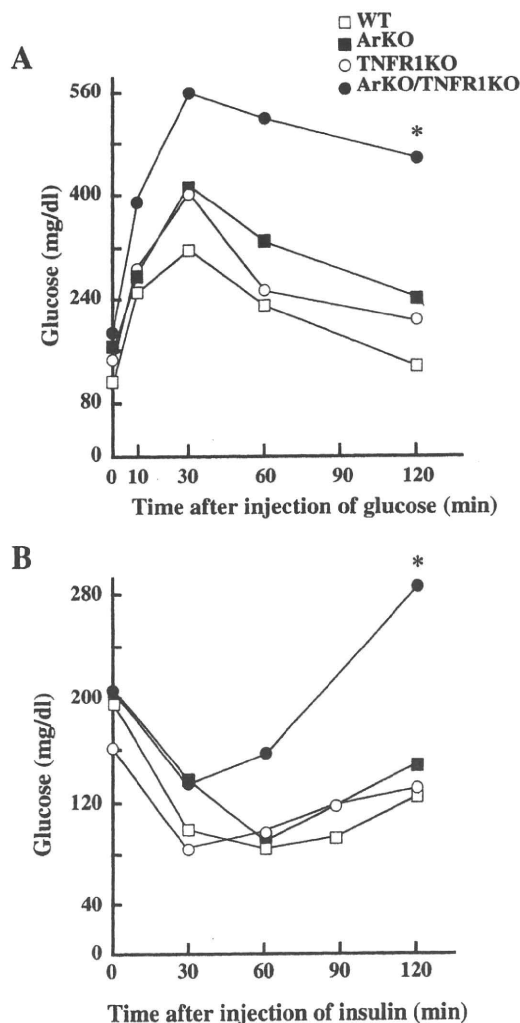 WT
ArKO
TNFR1KO
ArKO/TNFR1KO
A
560
400
240
80
0
Glucose (mg/dl)
*
0 10 30 60 90 120
Time after injection of glucose (min)
B
280
200
120
40
0
Glucose (mg/dl)
*
0 30 60 90 120
Time after injection of insulin (min)